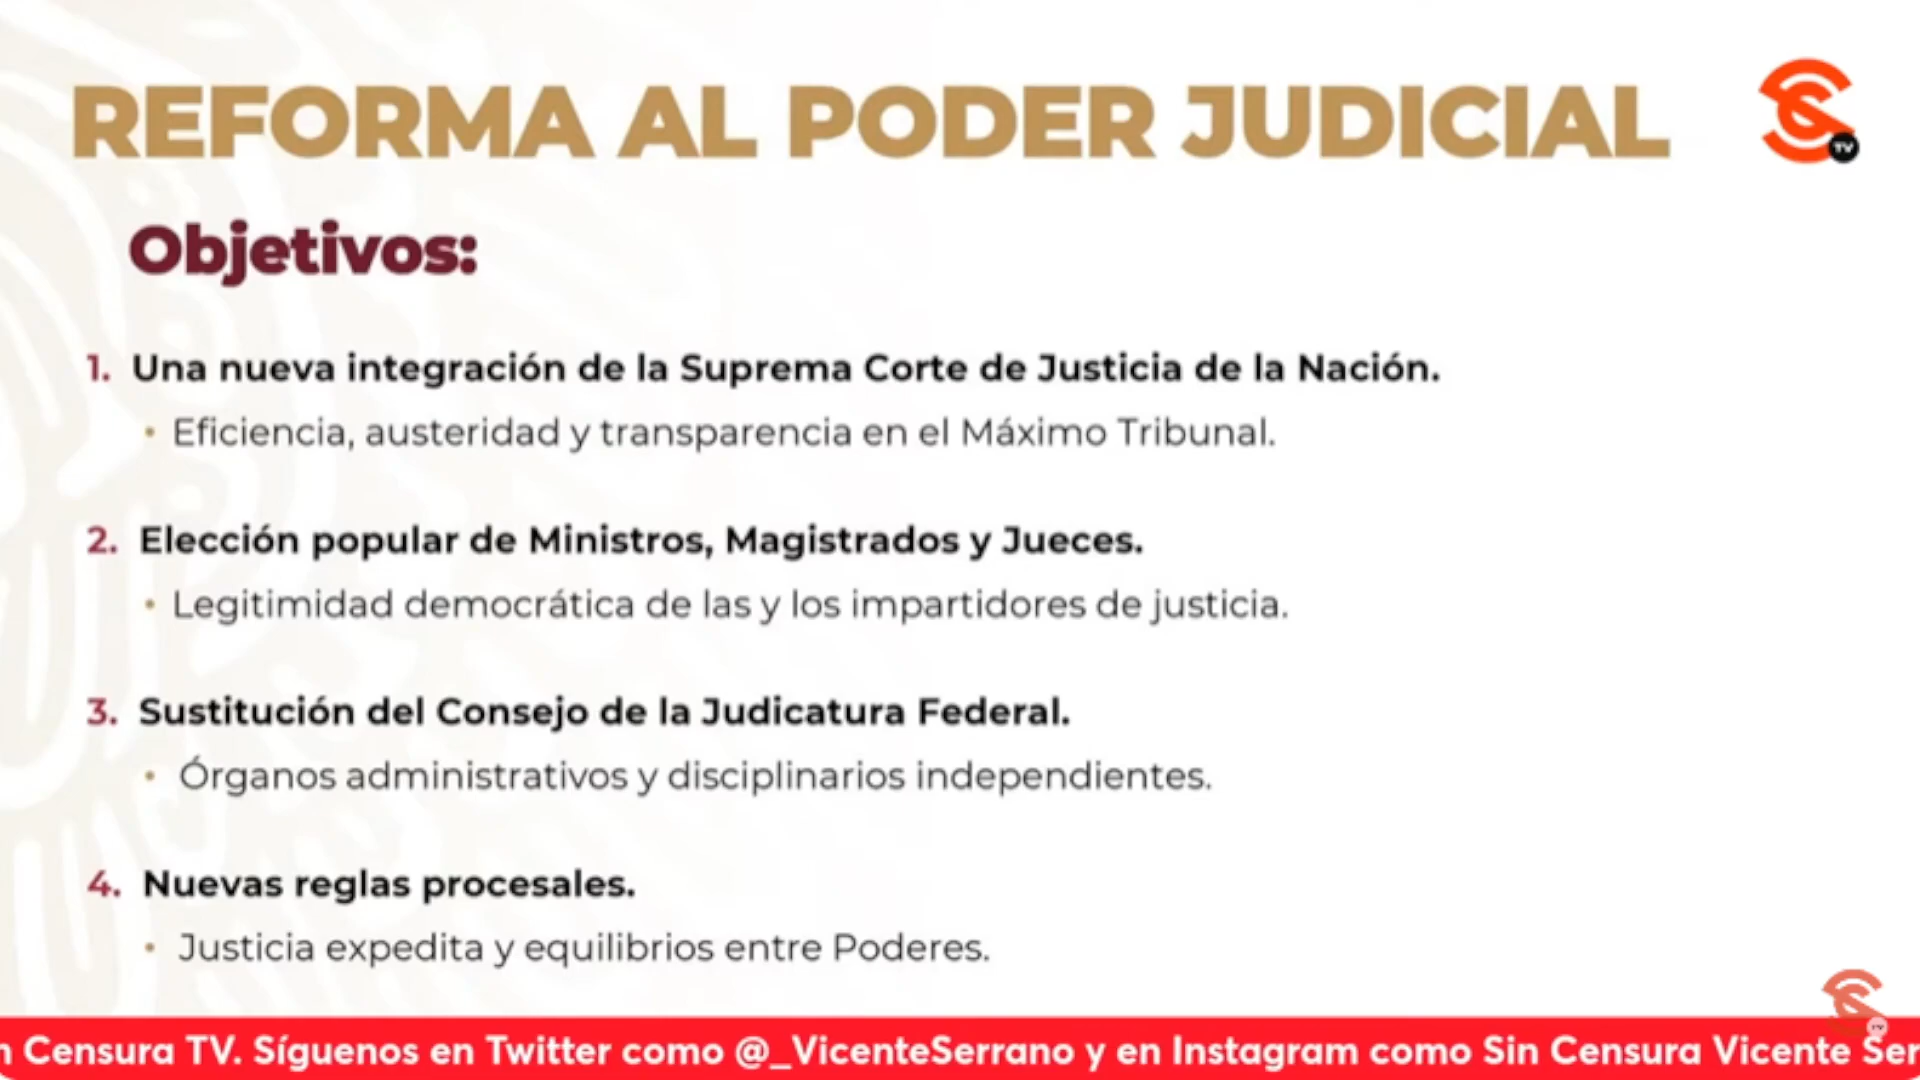 REFORMA AL PODER JUDICIAL
TV
Objetivos:
1. Una nueva integración de la Suprema Corte de Justicia de la Nación.
• Eficiencia, austeridad y transparencia en el Máximo Tribunal.
2. Elección popular de Ministros, Magistrados y Jueces.
• Legitimidad democrática de las y los impartidores de justicia.
3. Sustitución del Consejo de la Judicatura Federal.
• Órganos administrativos y disciplinarios independientes.
4. Nuevas reglas procesales.
• Justicia expedita y equilibrios entre Poderes.
TV
n Censura TV. Síguenos en Twitter como @_VicenteSerrano y en Instagram como Sin Censura Vicente Ser